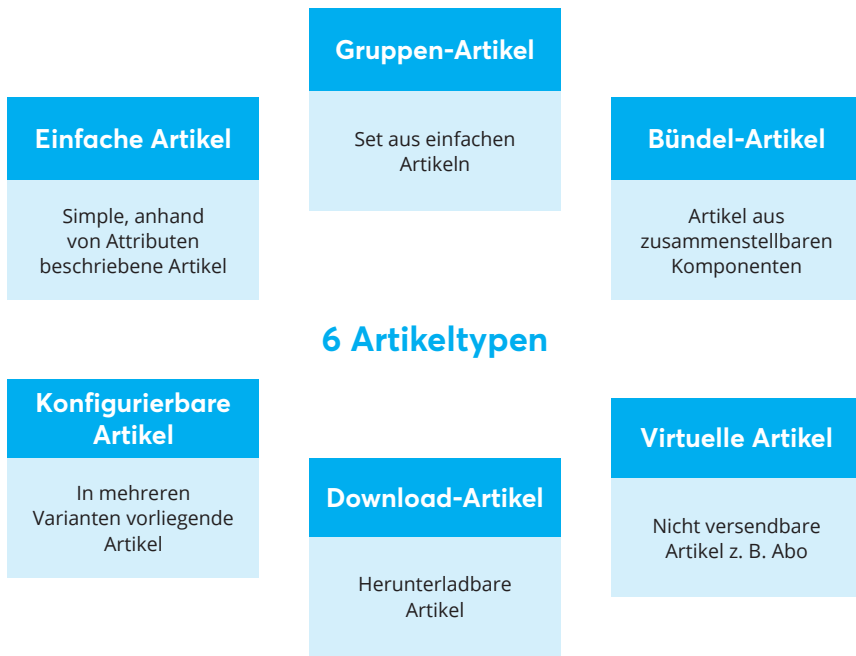 Gruppen-Artikel
Set aus einfachen
Artikeln
Einfache Artikel
Simple, anhand
von Attributen
beschriebene Artikel
Bündel-Artikel
Artikel aus
zusammenstellbaren
Komponenten
6 Artikeltypen
Konfigurierbare
Artikel
In mehreren
Varianten vorliegende
Artikel
Download-Artikel
Herunterladbare
Artikel
Virtuelle Artikel
Nicht versendbare
Artikel z. B. Abo